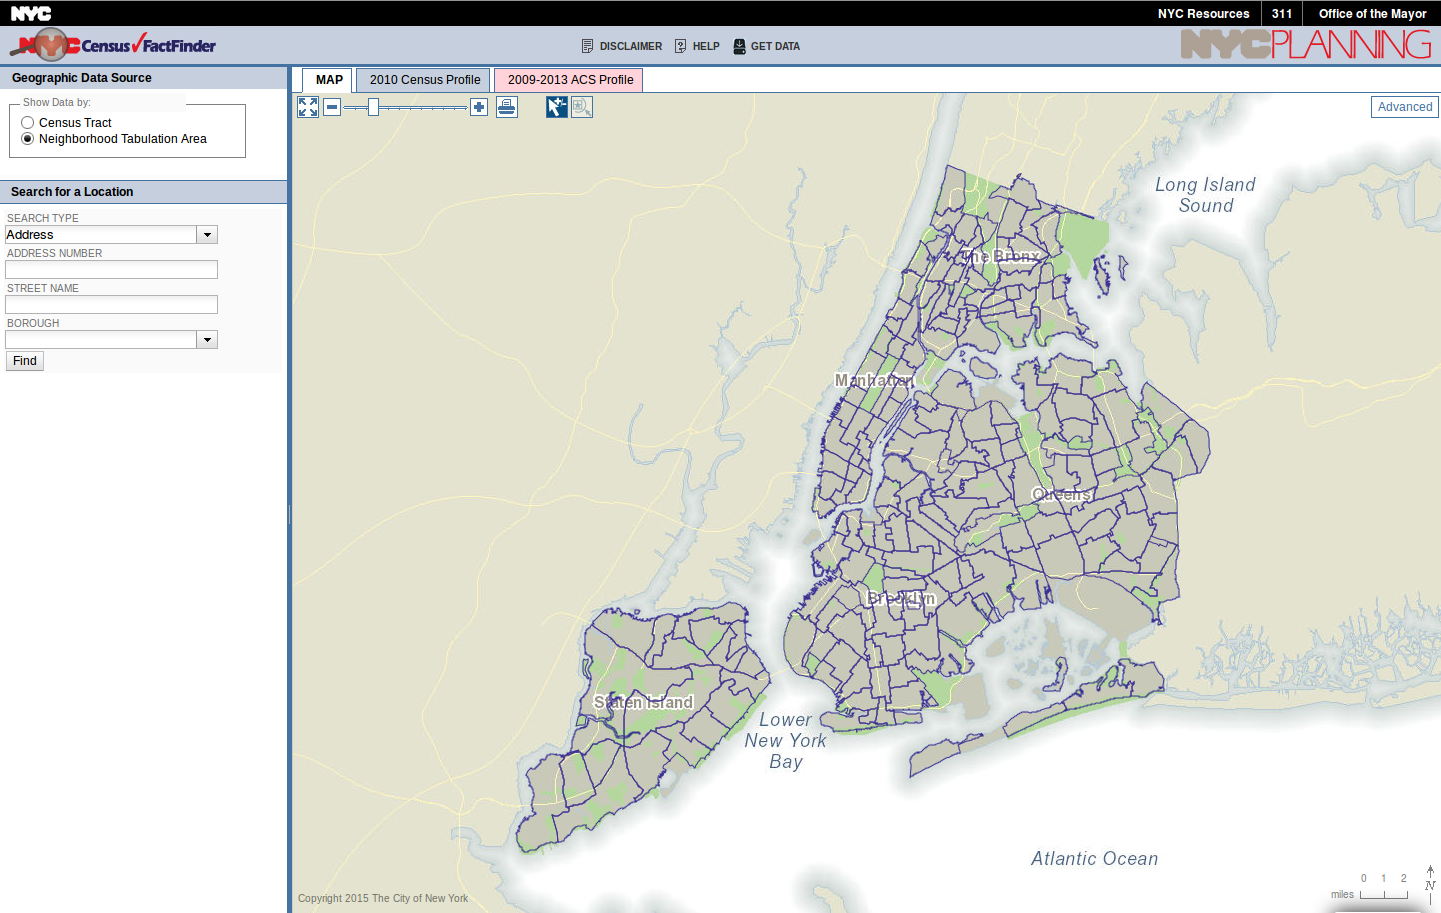 NYC
NYC Resources
311
Office of the Mayor
NYC Census FactFinder
DISCLAIMER
HELP
GET DATA
NYCPLANNING
Geographic Data Source
MAP
2010 Census Profile
2009-2013 ACS Profile
Show Data by:
Census Tract
Neighborhood Tabulation Area
Advanced
Search for a Location
SEARCH TYPE
Address
ADDRESS NUMBER
STREET NAME
BOROUGH
Find
Long Island
Sound
The Bronx
Manhattan
Queens
Brooklyn
Staten Island
Lower
New York
Bay
Atlantic Ocean
0 1 2
miles
N
Copyright 2015 The City of New York